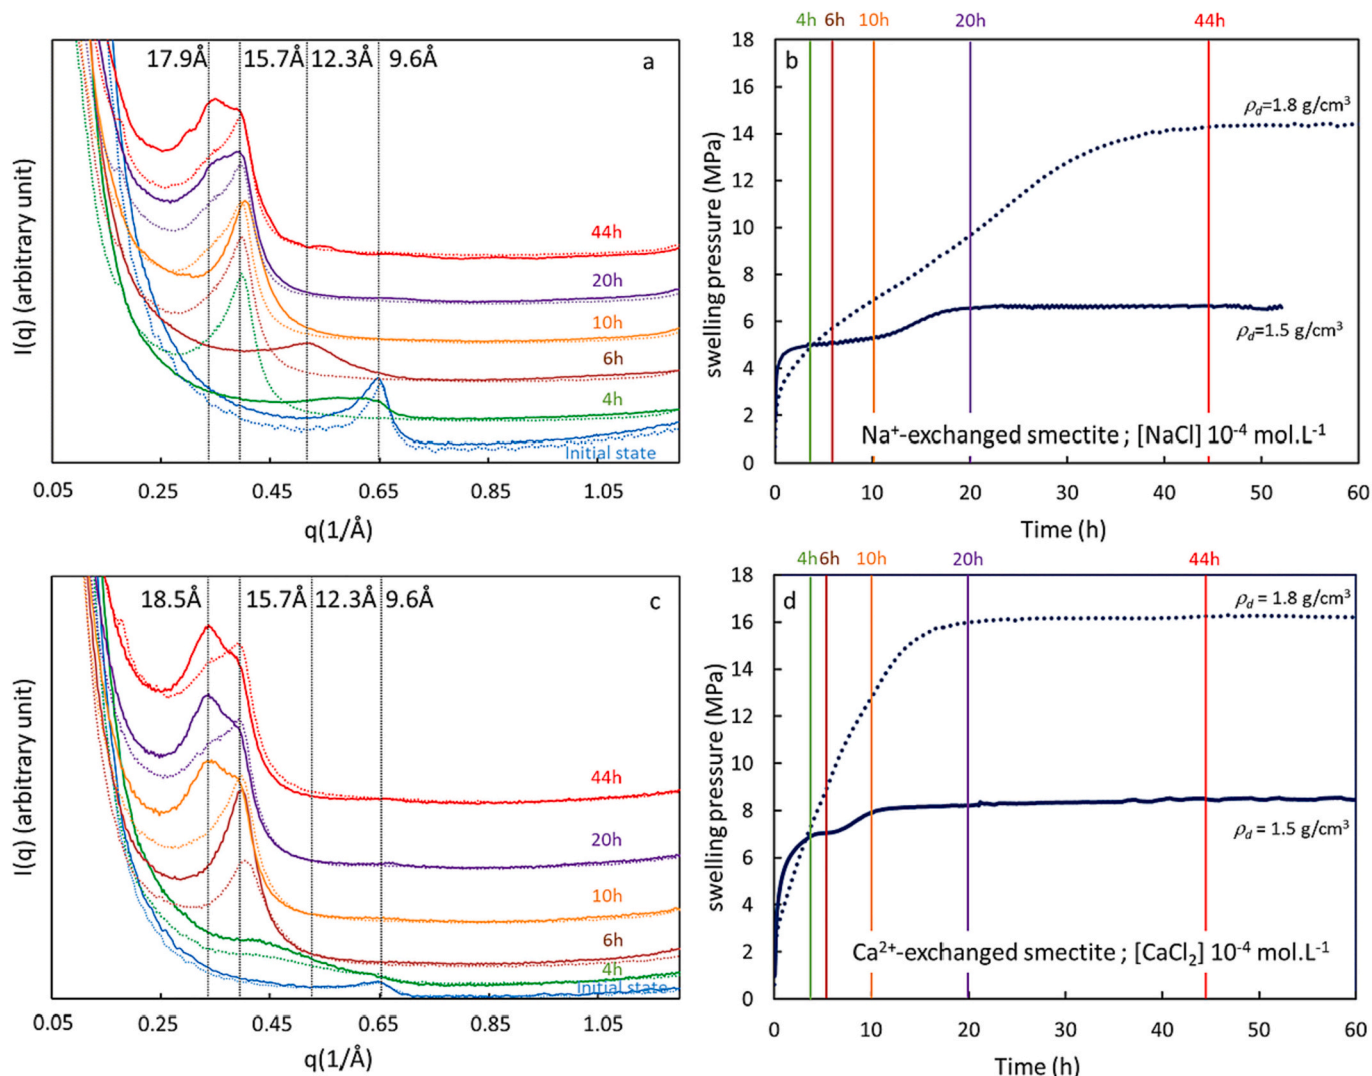 17.9Å 15.7Å 12.3Å 9.6Å a
I(q) (arbitrary unit)
44h
20h
10h
6h
4h
Initial state
0.05 0.25 0.45 0.65 0.85 1.05
q(1/Å)
4h 6h 10h 20h 44h
b
swelling pressure (MPa)
18
16
14
12
10
8
6
4
2
0
ρd=1.8 g/cm³
ρd=1.5 g/cm³
Na⁺-exchanged smectite ; [NaCl] 10⁻⁴ mol.L⁻¹
0 10 20 30 40 50 60
Time (h)
18.5Å 15.7Å 12.3Å 9.6Å c
I(q) (arbitrary unit)
44h
20h
10h
6h
4h
Initial state
0.05 0.25 0.45 0.65 0.85 1.05
q(1/Å)
4h 6h 10h 20h 44h
d
swelling pressure (MPa)
18
16
14
12
10
8
6
4
2
0
ρd = 1.8 g/cm³
ρd = 1.5 g/cm³
Ca²⁺-exchanged smectite ; [CaCl₂] 10⁻⁴ mol.L⁻¹
0 10 20 30 40 50 60
Time (h)